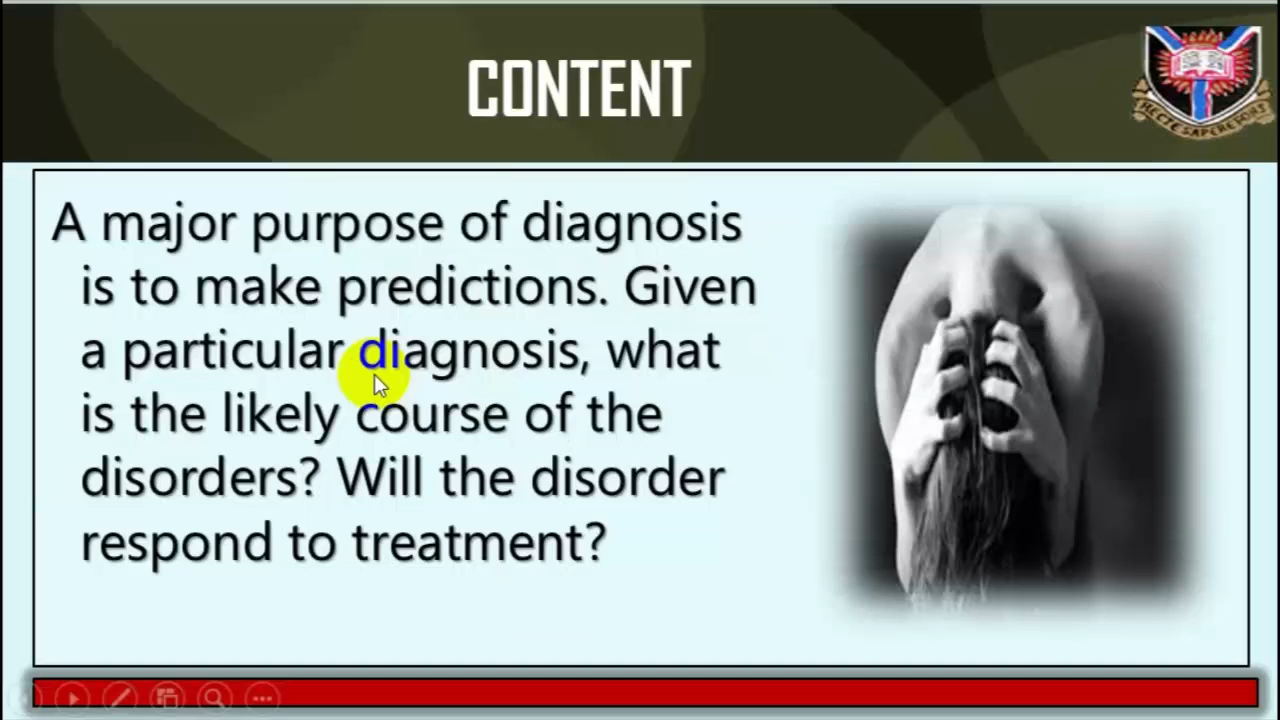 CONTENT
A major purpose of diagnosis
is to make predictions. Given
a particular diagnosis, what
is the likely course of the
disorders? Will the disorder
respond to treatment?